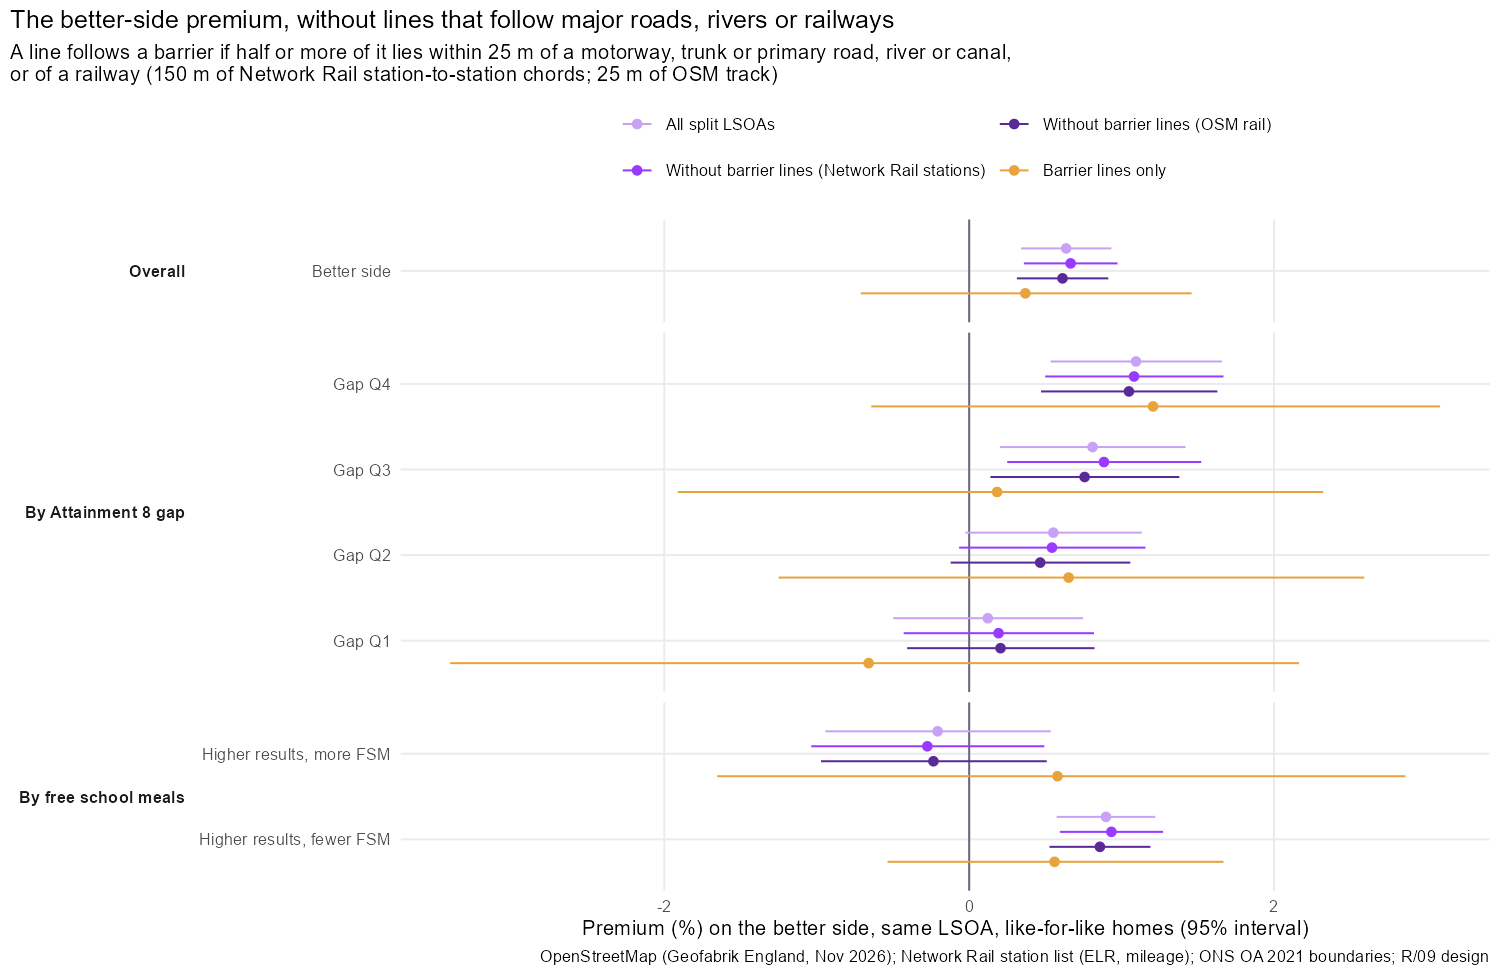 The better-side premium, without lines that follow major roads, rivers or railways
A line follows a barrier if half or more of it lies within 25 m of a motorway, trunk or primary road, river or canal,
or of a railway (150 m of Network Rail station-to-station chords; 25 m of OSM track)
All split LSOAs
Without barrier lines (OSM rail)
Without barrier lines (Network Rail stations)
Barrier lines only
Overall
Better side
By Attainment 8 gap
Gap Q4
Gap Q3
Gap Q2
Gap Q1
By free school meals
Higher results, more FSM
Higher results, fewer FSM
-2
0
2
Premium (%) on the better side, same LSOA, like-for-like homes (95% interval)
OpenStreetMap (Geofabrik England, Nov 2026); Network Rail station list (ELR, mileage); ONS OA 2021 boundaries; R/09 design